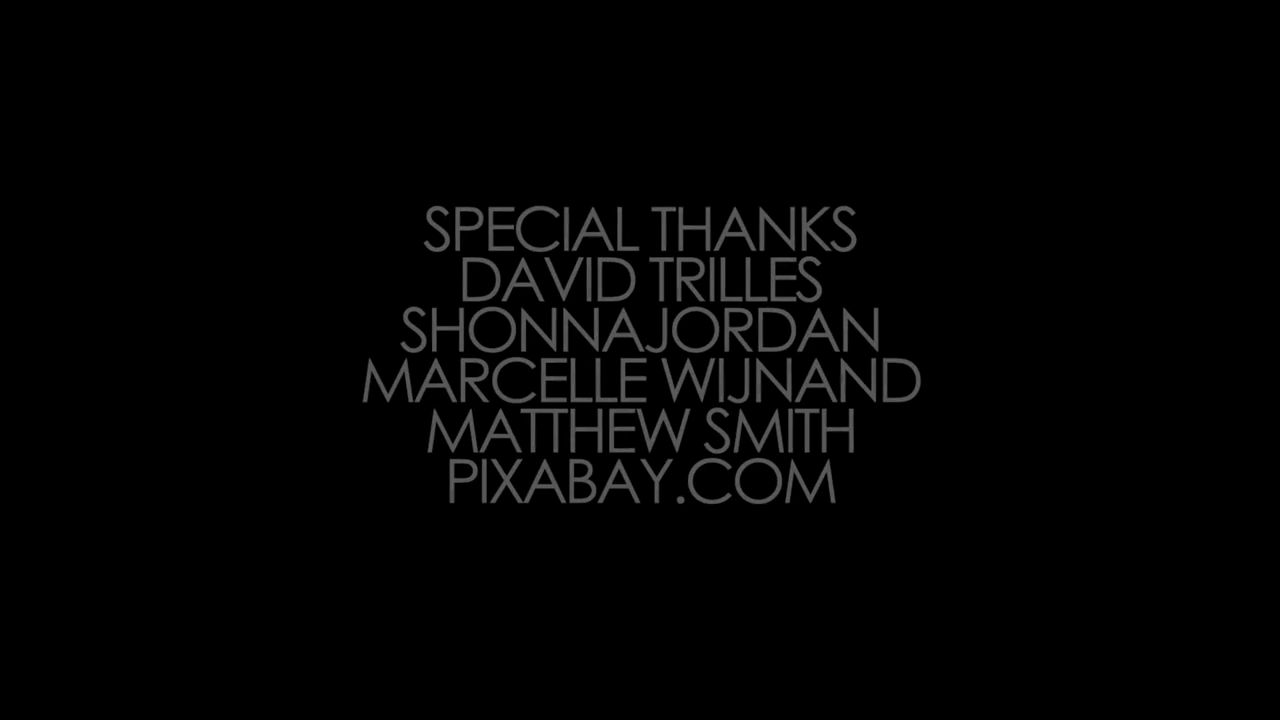 SPECIAL THANKS
DAVID TRILLES
SHONNAJORDAN
MARCELLE WIJNAND
MATTHEW SMITH
PIXABAY.COM